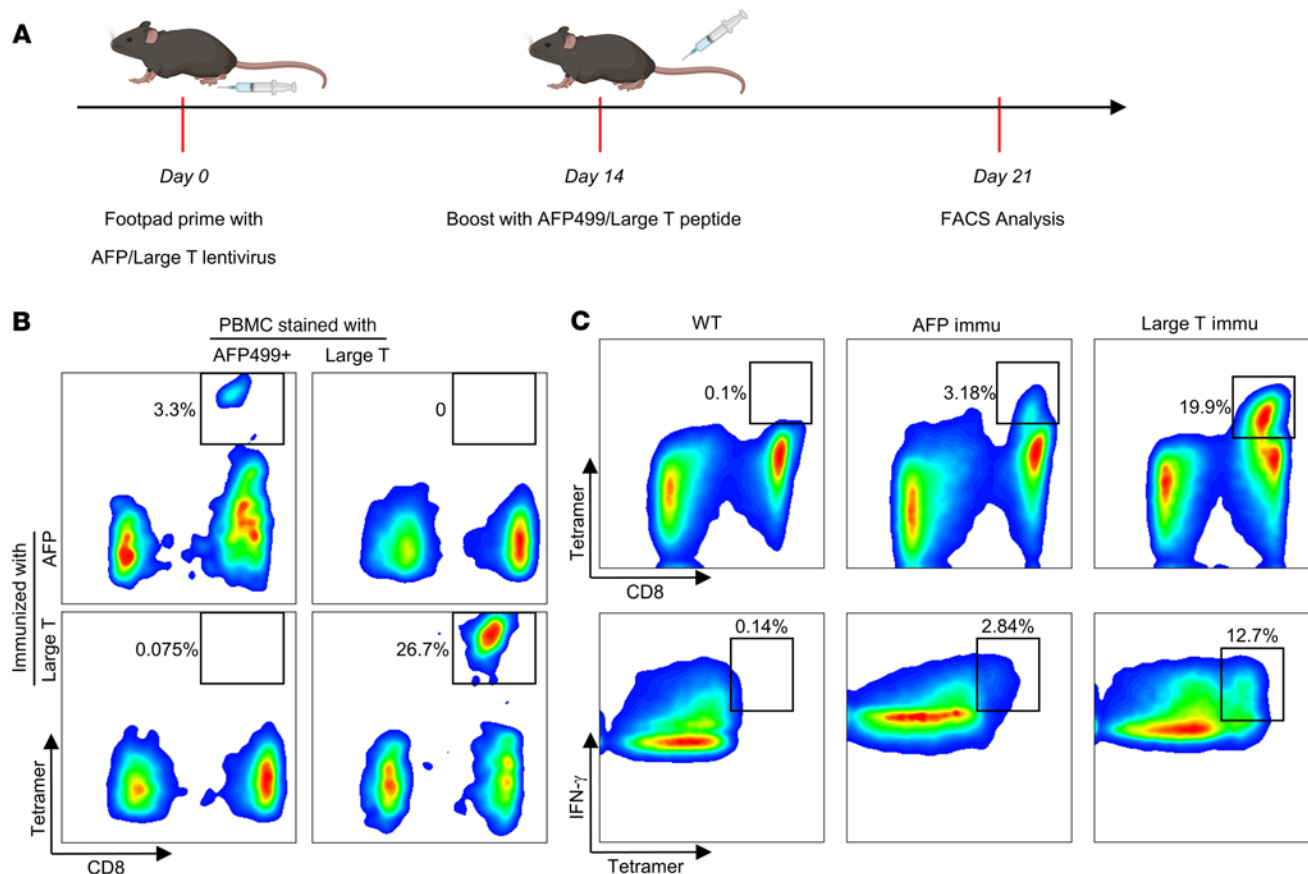 A
Day 0
Day 14
Day 21
Footpad prime with
AFP/Large T lentivirus
Boost with AFP499/Large T peptide
FACS Analysis
B
PBMC stained with
AFP499+
Large T
Immunized with
AFP
Large T
3.3%
0
0.075%
26.7%
Tetramer
CD8
C
WT
AFP immu
Large T immu
0.1%
3.18%
19.9%
Tetramer
CD8
0.14%
2.84%
12.7%
IFN-γ
Tetramer